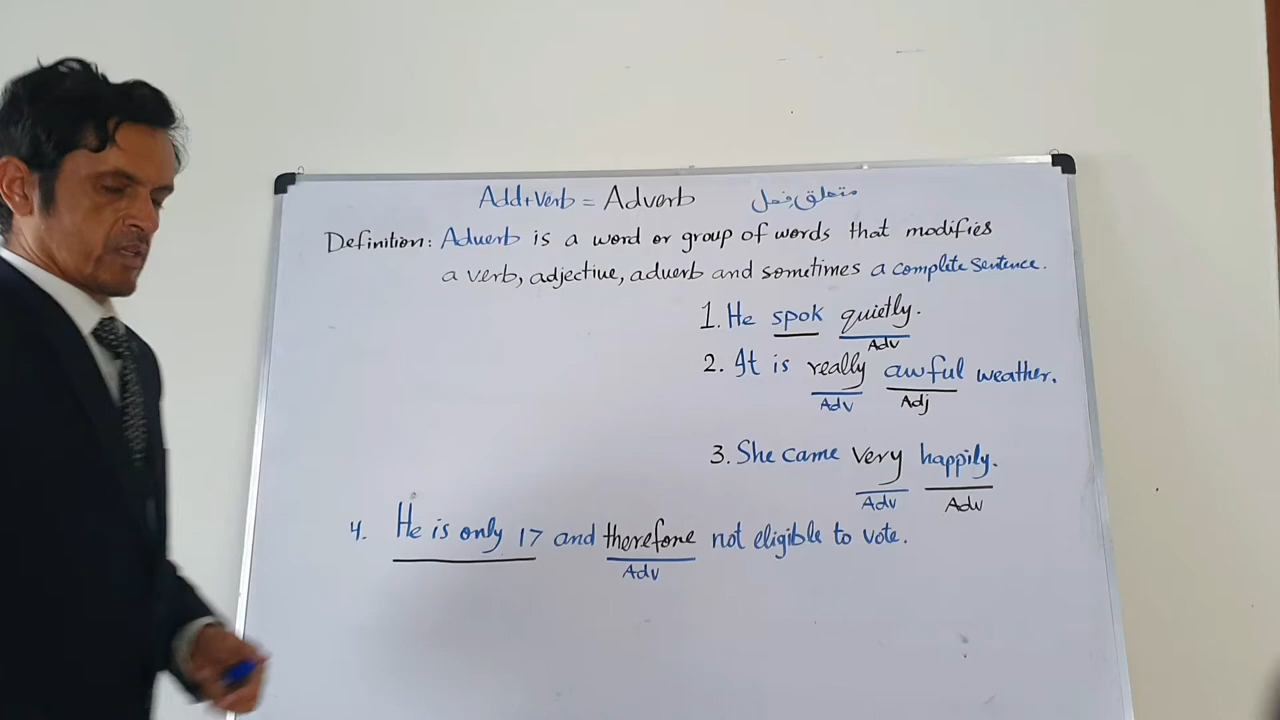 Add+Verb = Adverb متعلق فعل
Definition: Adverb is a word or group of words that modifies
a verb, adjective, adverb and sometimes a complete sentence.
1. He spok quietly.
Adv
2. It is really awful weather.
Adv Adj
3. She came very happily.
Adv Adv
4. He is only 17 and therefore not eligible to vote.
Adv